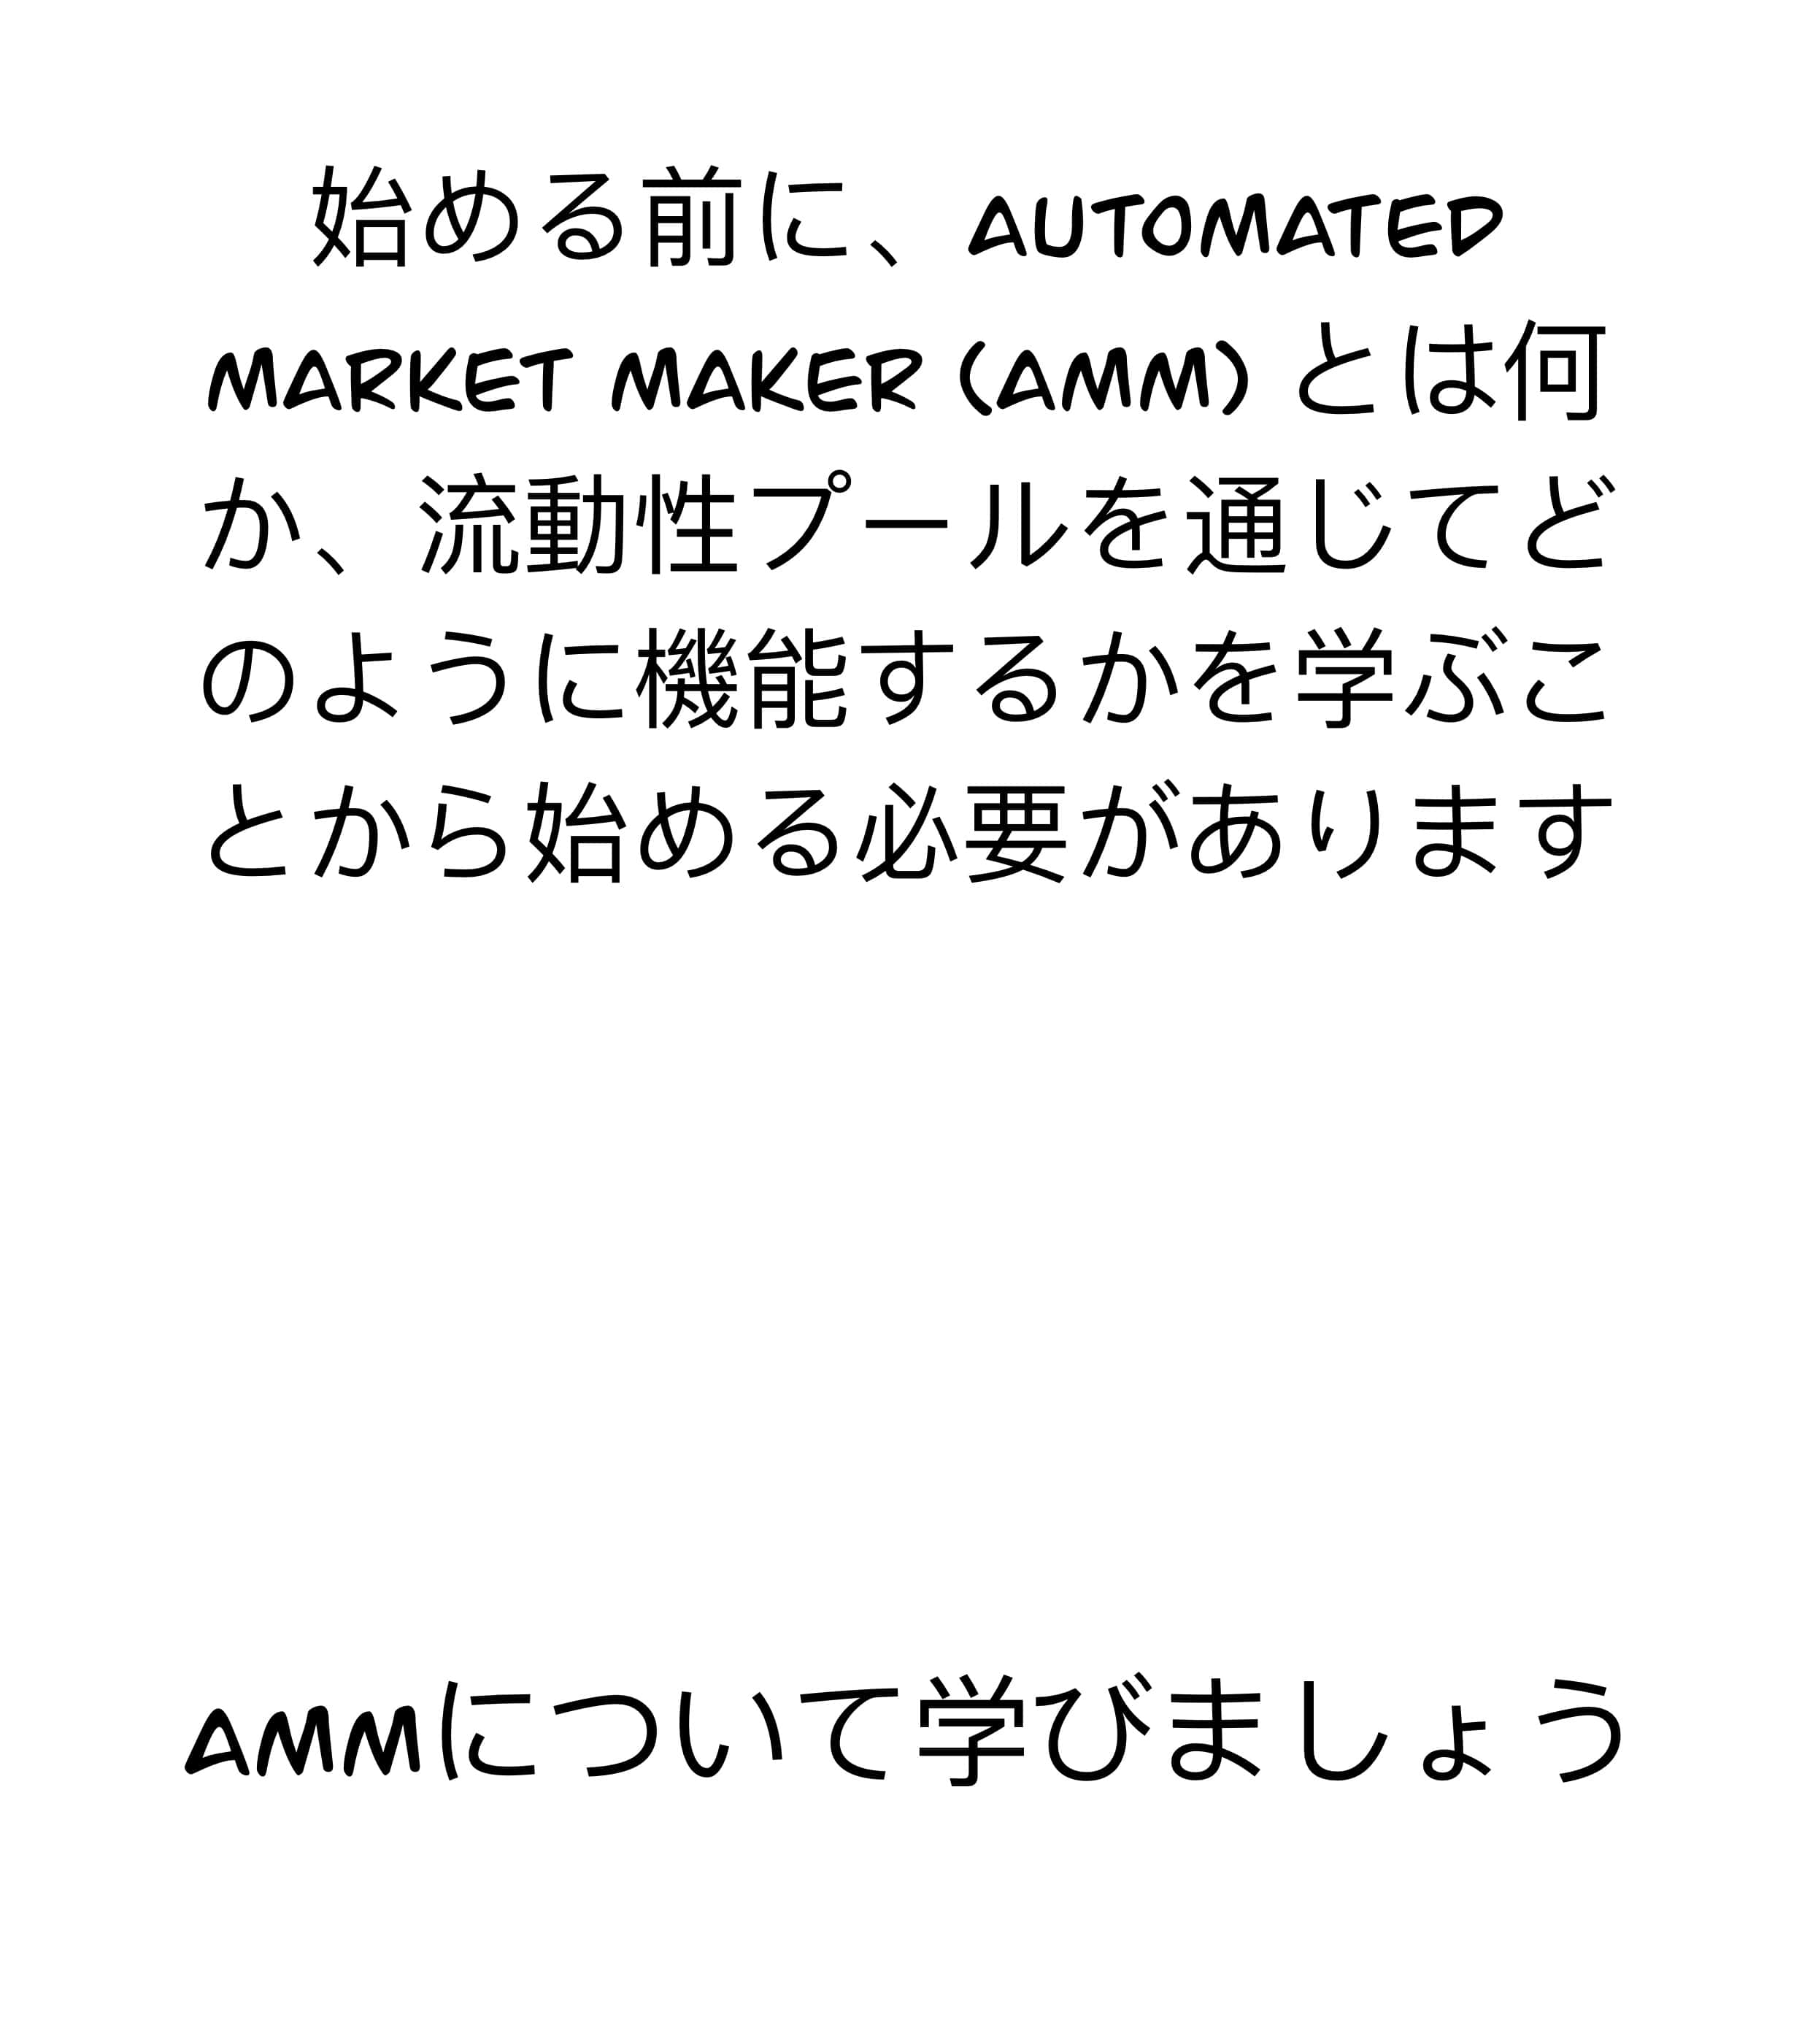 始める前に、 AUTOMATED
MARKET MAKER (AMM) とは何
か、流動性プールを通じてど
のように機能するかを学ぶこ
とから始める必要があります
AMMについて学びましょう